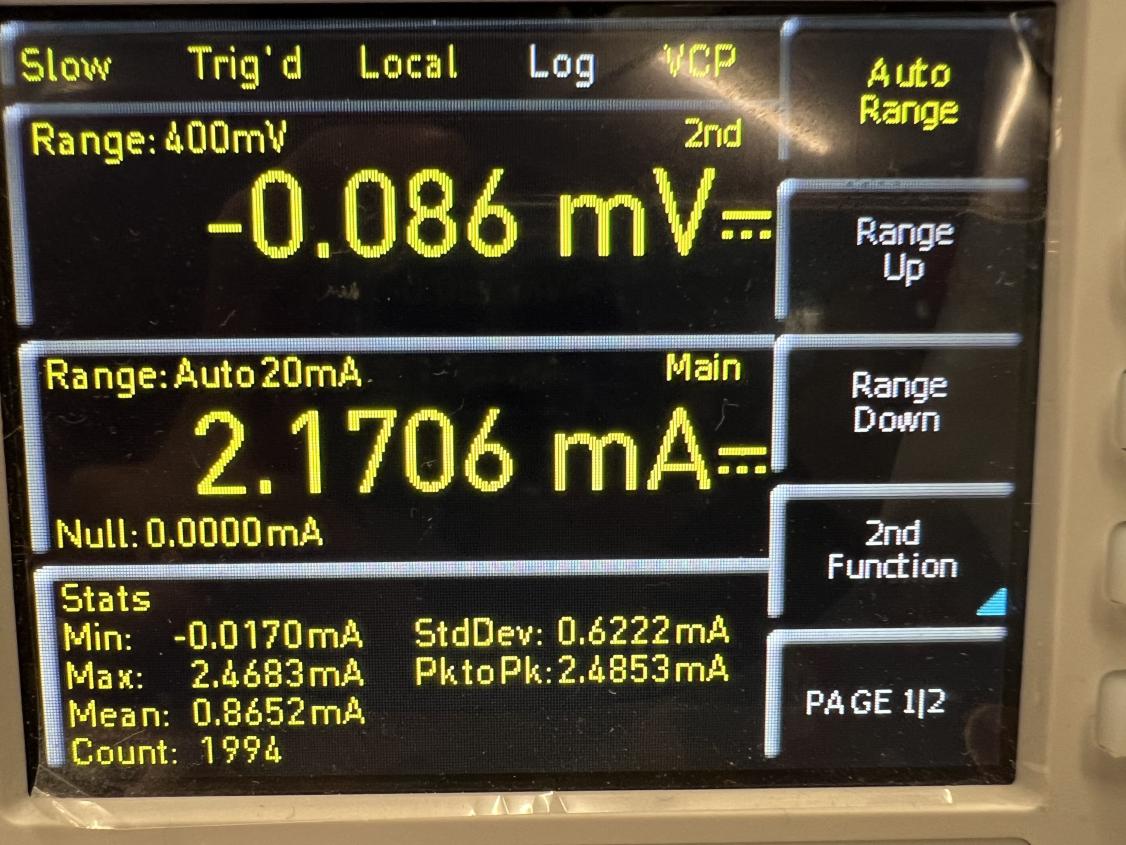 Slow Trig'd Local Log VCP
Range:400mV 2nd
-0.086 mV
Range:Auto20mA Main
2.1706 mA
Null:0.0000mA
Stats
Min: -0.0170mA StdDev: 0.6222mA
Max: 2.4683mA PktoPk:2.4853mA
Mean: 0.8652mA
Count: 1994
Auto
Range
Range
Up
Range
Down
2nd
Function
PAGE 1|2